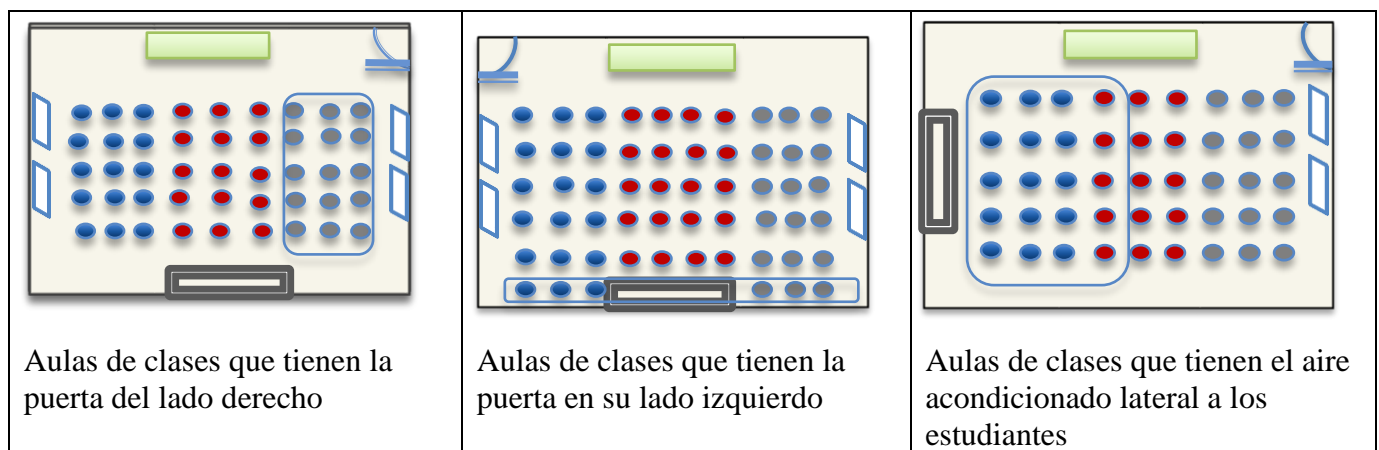 Aulas de clases que tienen la
puerta del lado derecho
Aulas de clases que tienen la
puerta en su lado izquierdo
Aulas de clases que tienen el aire
acondicionado lateral a los
estudiantes